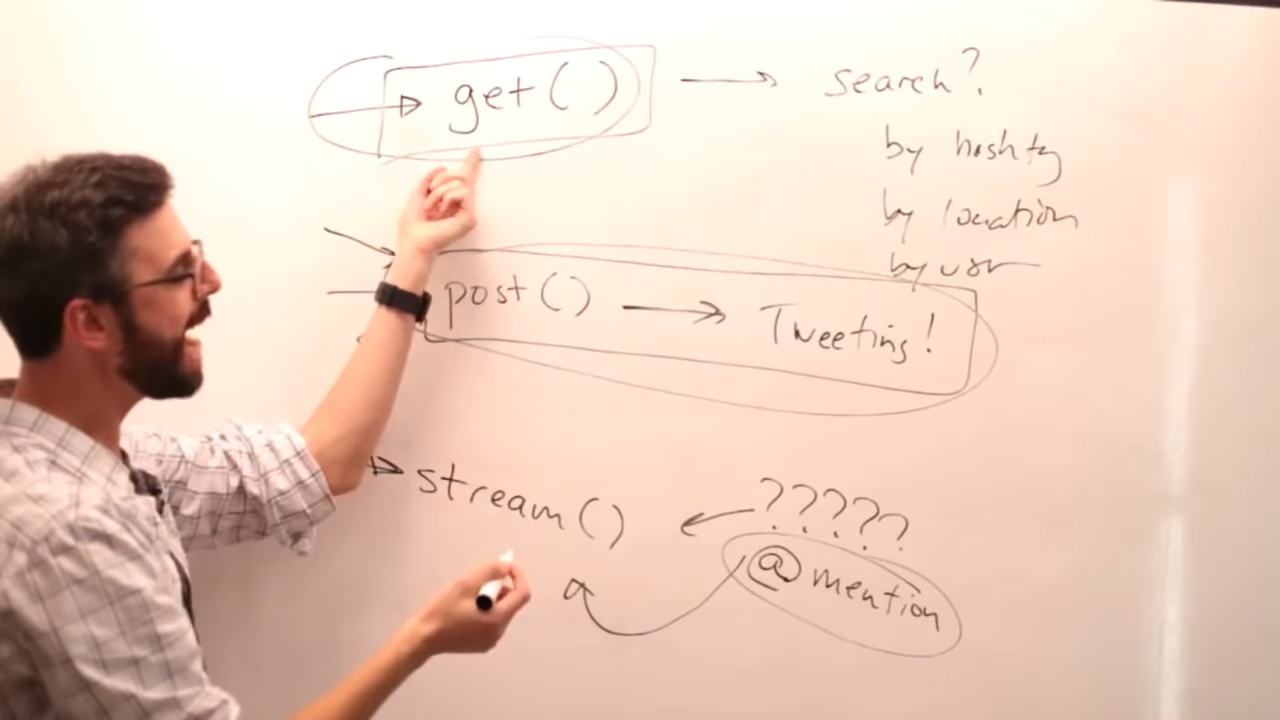 get() → search?
by hashtag
by location
by user
post() → Tweeting!
stream() ← ?????
@mention